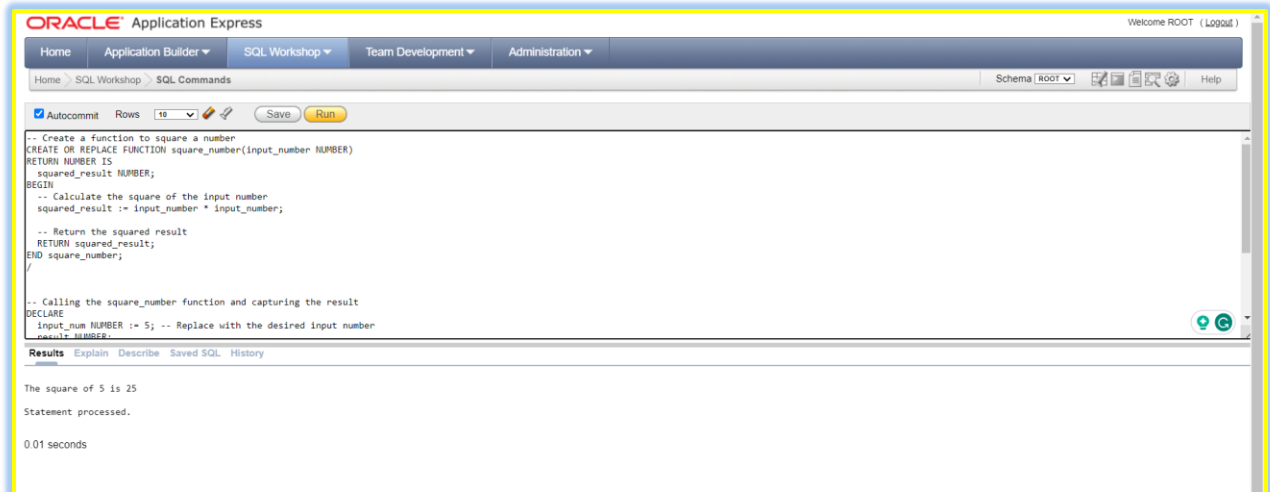 ORACLE Application Express
Welcome ROOT ( Logout )
Home Application Builder SQL Workshop Team Development Administration
Home SQL Workshop SQL Commands Schema ROOT Help
Autocommit Rows 10 Save Run
-- Create a function to square a number
CREATE OR REPLACE FUNCTION square_number(input_number NUMBER)
RETURN NUMBER IS
  squared_result NUMBER;
BEGIN
  -- Calculate the square of the input number
  squared_result := input_number * input_number;
  -- Return the squared result
  RETURN squared_result;
END square_number;
/
-- Calling the square_number function and capturing the result
DECLARE
  input_num NUMBER := 5; -- Replace with the desired input number
  result NUMBER;
Results Explain Describe Saved SQL History
The square of 5 is 25
Statement processed.
0.01 seconds